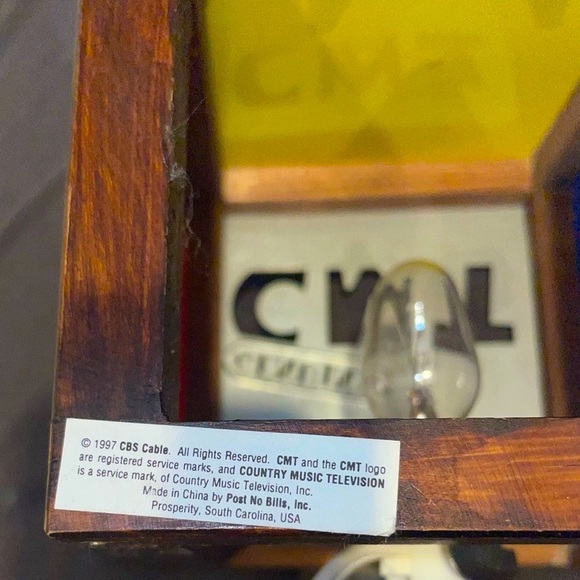 CMT
© 1997 CBS Cable. All Rights Reserved. CMT and the CMT logo
are registered service marks, and COUNTRY MUSIC TELEVISION
is a service mark, of Country Music Television, Inc.
Made in China by Post No Bills, Inc.
Prosperity, South Carolina, USA